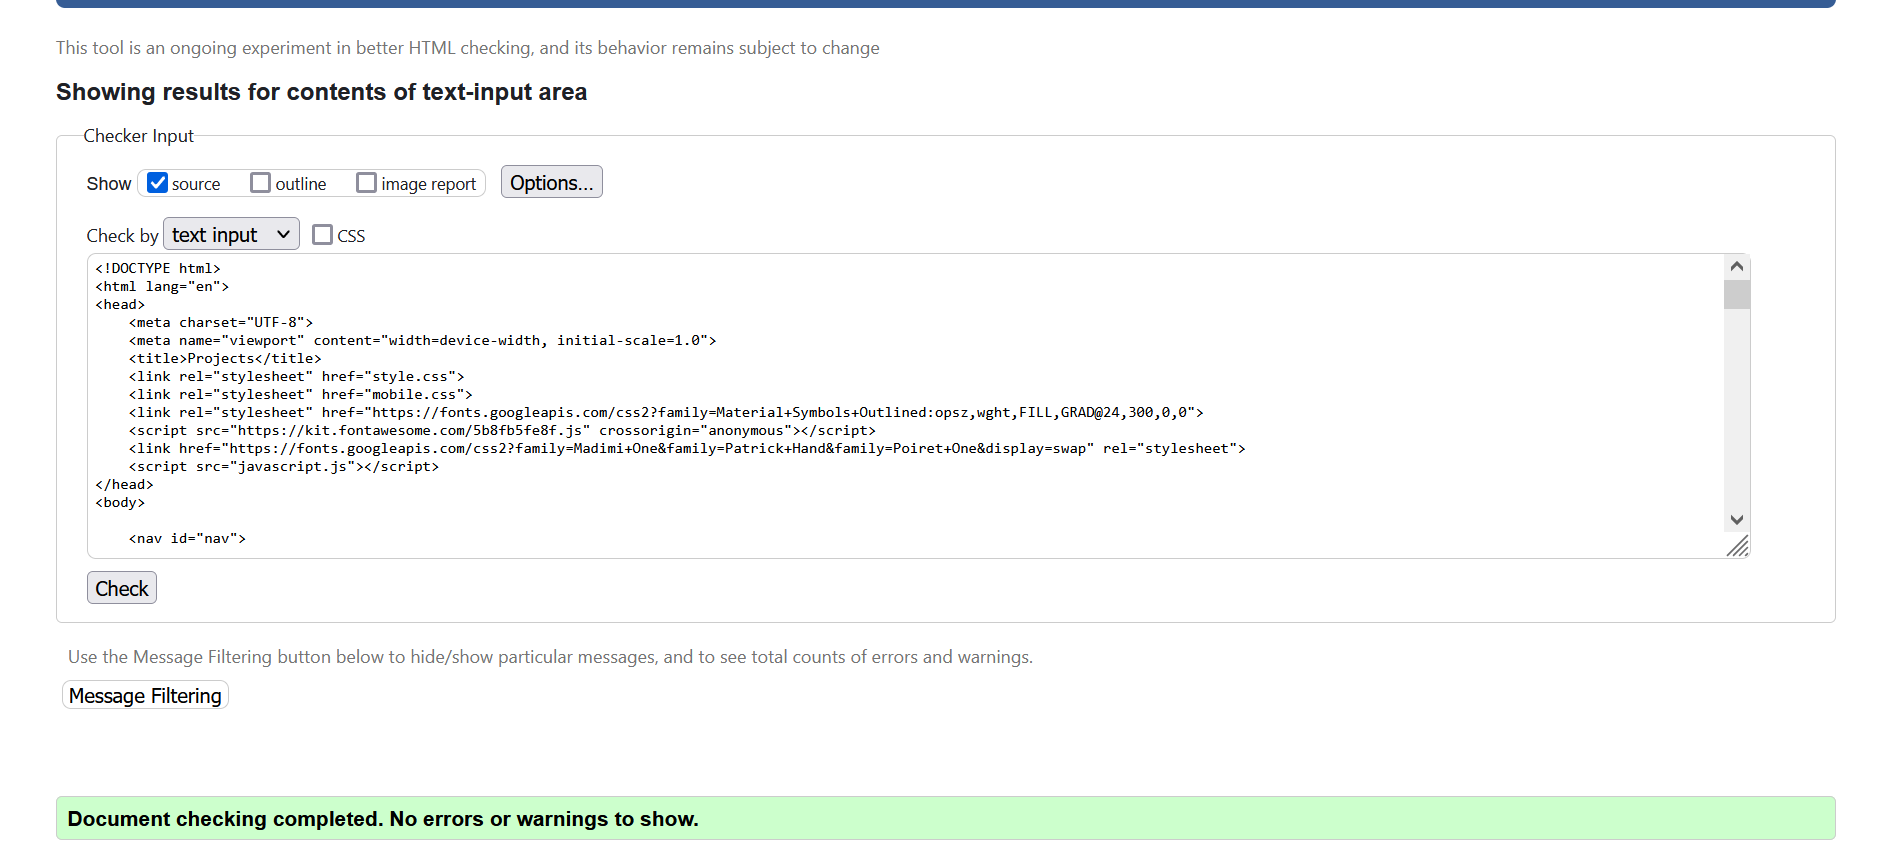 This tool is an ongoing experiment in better HTML checking, and its behavior remains subject to change
Showing results for contents of text-input area
Checker Input
Show source outline image report Options...
Check by text input CSS
<!DOCTYPE html>
<html lang="en">
<head>
    <meta charset="UTF-8">
    <meta name="viewport" content="width=device-width, initial-scale=1.0">
    <title>Projects</title>
    <link rel="stylesheet" href="style.css">
    <link rel="stylesheet" href="mobile.css">
    <link rel="stylesheet" href="https://fonts.googleapis.com/css2?family=Material+Symbols+Outlined:opsz,wght,FILL,GRAD@24,300,0,0">
    <script src="https://kit.fontawesome.com/5b8fb5fe8f.js" crossorigin="anonymous"></script>
    <link href="https://fonts.googleapis.com/css2?family=Madimi+One&family=Patrick+Hand&family=Poiret+One&display=swap" rel="stylesheet">
    <script src="javascript.js"></script>
</head>
<body>
    <nav id="nav">
Check
Use the Message Filtering button below to hide/show particular messages, and to see total counts of errors and warnings.
Message Filtering
Document checking completed. No errors or warnings to show.